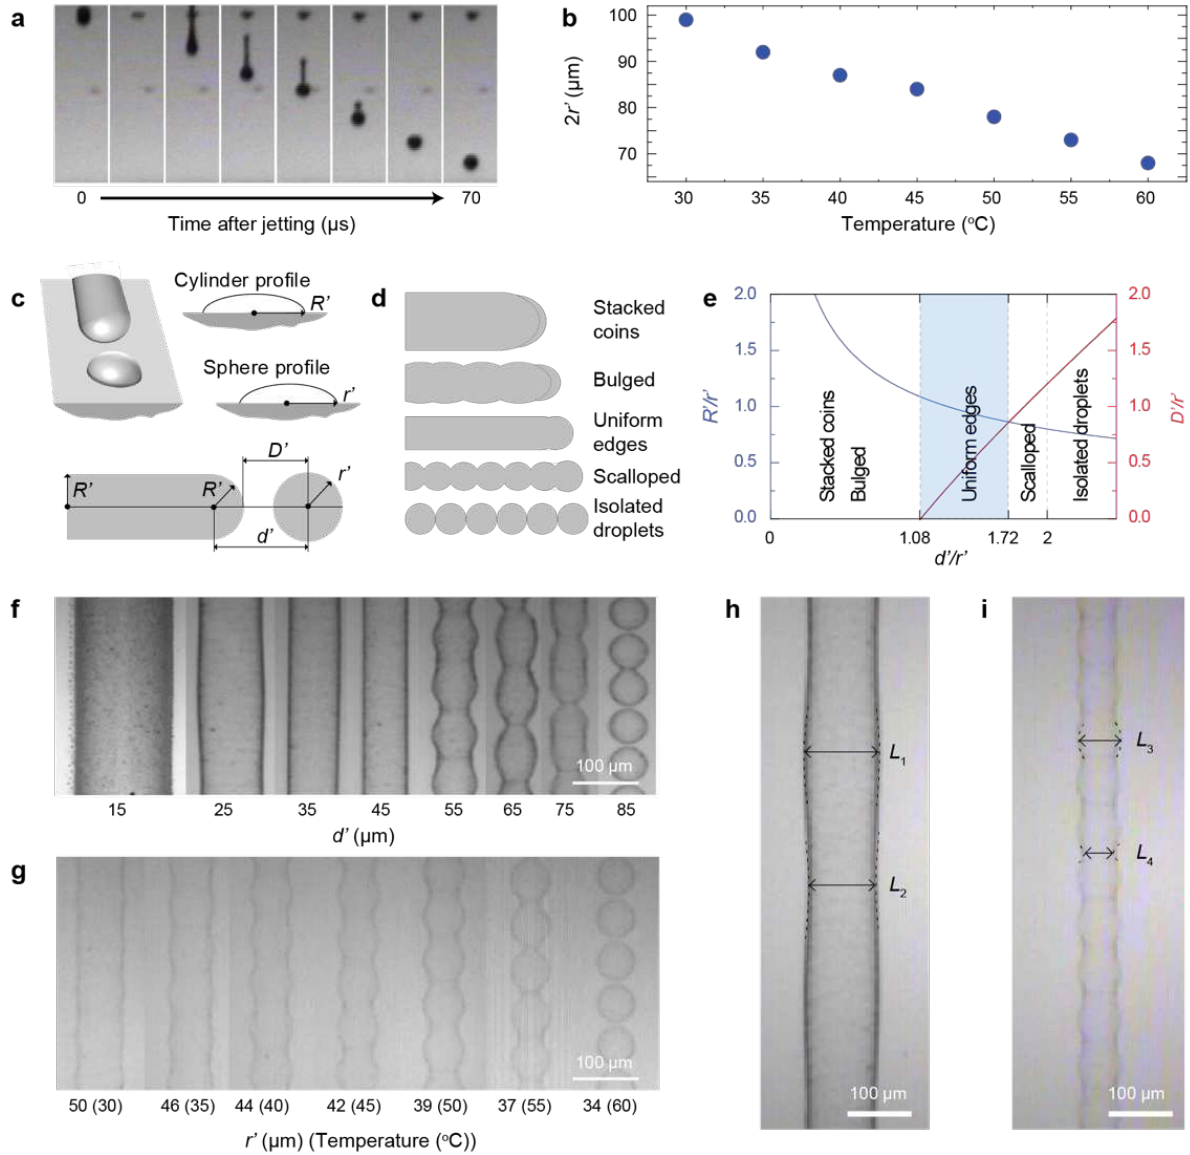 a
0
70
Time after jetting (µs)
b
100
90
80
70
2r’ (µm)
30 35 40 45 50 55 60
Temperature (°C)
c
Cylinder profile
R’
Sphere profile
r’
D’
R’
R’
r’
d’
d
Stacked
coins
Bulged
Uniform
edges
Scalloped
Isolated
droplets
e
2.0
1.5
1.0
0.5
0.0
R’/r’
Stacked coins
Bulged
Uniform edges
Scalloped
Isolated droplets
2.0
1.5
1.0
0.5
0.0
D’/r’
0 1.08 1.72 2
d’/r’
f
100 µm
15 25 35 45 55 65 75 85
d’ (µm)
g
100 µm
50 (30) 46 (35) 44 (40) 42 (45) 39 (50) 37 (55) 34 (60)
r’ (µm) (Temperature (°C))
h
L1
L2
100 µm
i
L3
L4
100 µm